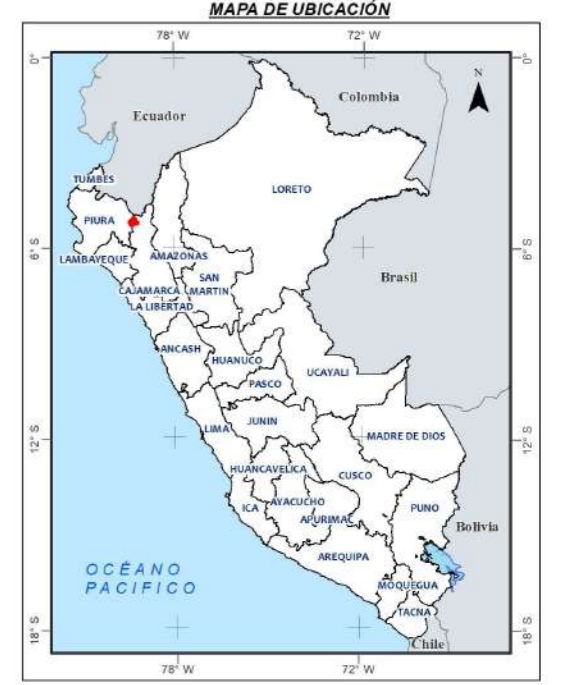 MAPA DE UBICACIÓN
78° W
72° W
0°
0°
N
Colombia
Ecuador
TUMBES
LORETO
PIURA
6° S
6° S
LAMBAYEQUE
AMAZONAS
SAN
MARTIN
Brasil
CAJAMARCA
LA LIBERTAD
ANCASH
HUANUCO
UCAYALI
PASCO
LIMA
JUNIN
MADRE DE DIOS
12° S
12° S
HUANCAVELICA
CUSCO
ICA
AYACUCHO
PUNO
APURIMAC
Bolivia
AREQUIPA
OCÉANO
PACIFICO
MOQUEGUA
TACNA
18° S
18° S
Chile
78° W
72° W